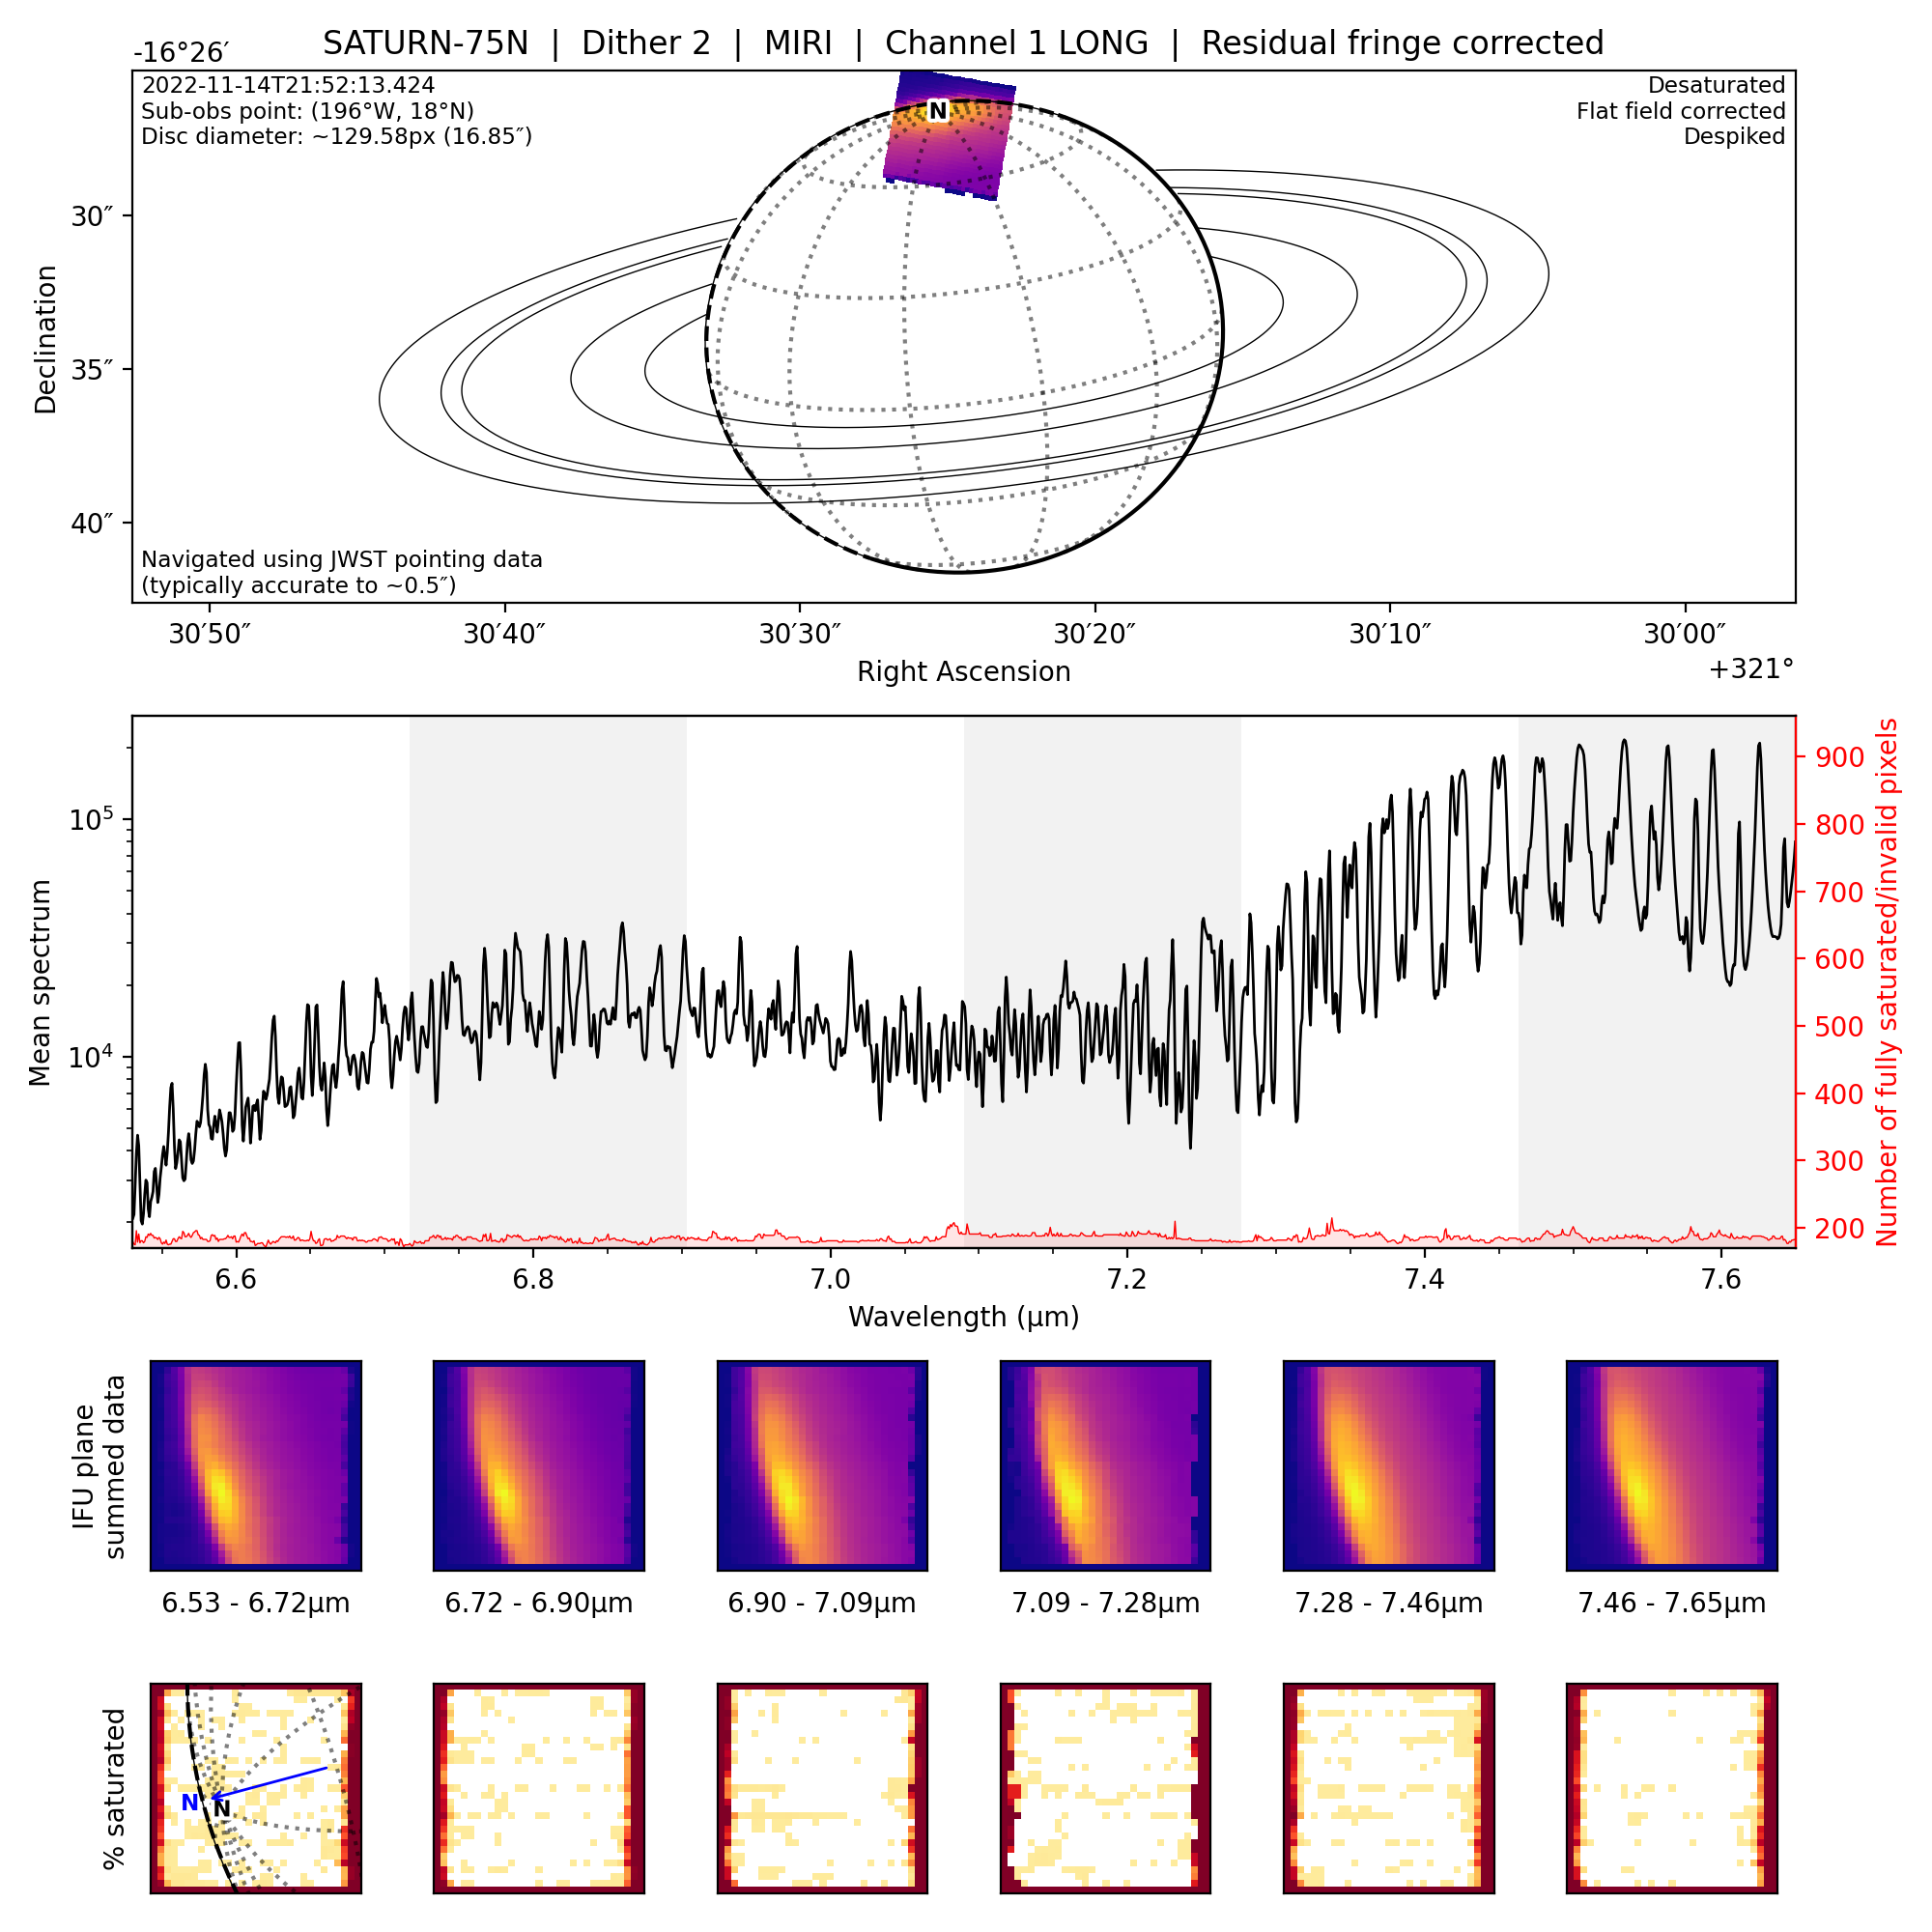 SATURN-75N | Dither 2 | MIRI | Channel 1 LONG | Residual fringe corrected
-16°26′
2022-11-14T21:52:13.424
Sub-obs point: (196°W, 18°N)
Disc diameter: ~129.58px (16.85″)
Desaturated
Flat field corrected
Despiked
N
30″
35″
40″
Declination
Navigated using JWST pointing data
(typically accurate to ~0.5″)
30′50″ 30′40″ 30′30″ 30′20″ 30′10″ 30′00″
Right Ascension
+321°
10⁵
10⁴
Mean spectrum
900
800
700
600
500
400
300
200
Number of fully saturated/invalid pixels
6.6 6.8 7.0 7.2 7.4 7.6
Wavelength (µm)
IFU plane
summed data
6.53 - 6.72µm 6.72 - 6.90µm 6.90 - 7.09µm 7.09 - 7.28µm 7.28 - 7.46µm 7.46 - 7.65µm
% saturated
N N